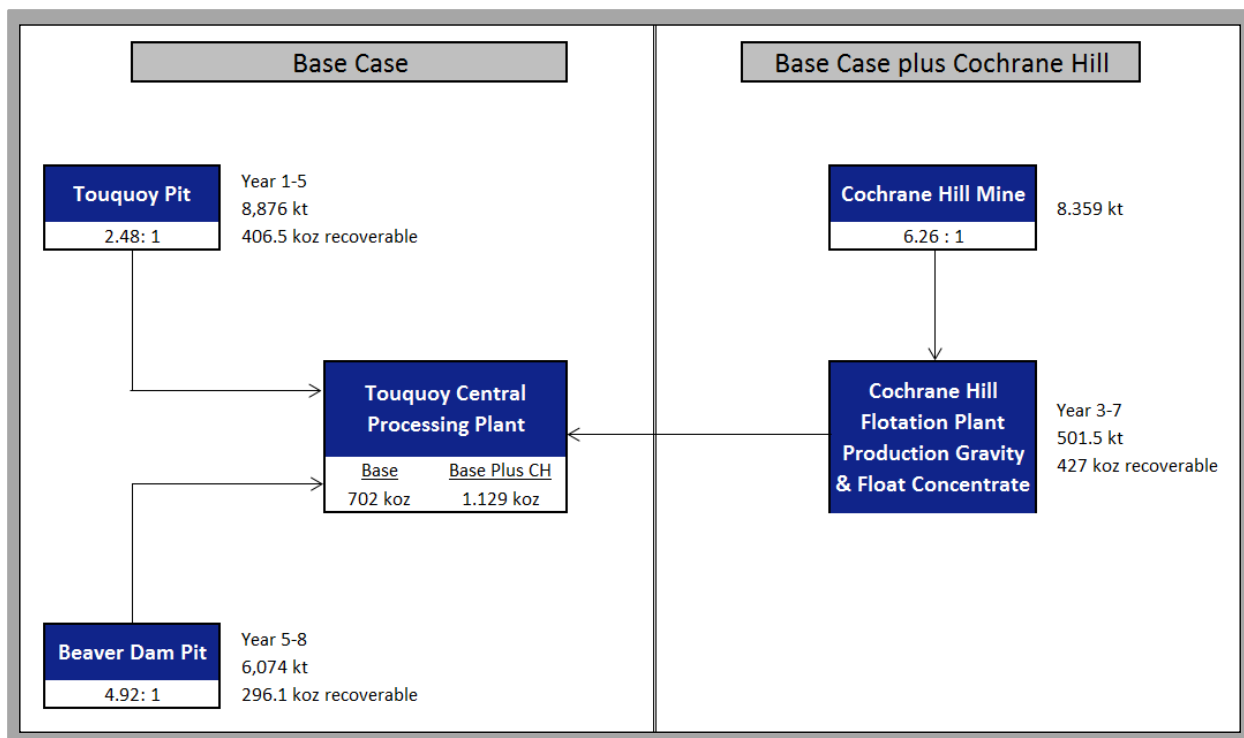 Base Case
Touquoy Pit
2.48: 1
Year 1-5
8,876 kt
406.5 koz recoverable
Touquoy Central
Processing Plant
Base Base Plus CH
702 koz 1.129 koz
Beaver Dam Pit
4.92: 1
Year 5-8
6,074 kt
296.1 koz recoverable
Base Case plus Cochrane Hill
Cochrane Hill Mine
6.26 : 1
8.359 kt
Cochrane Hill
Flotation Plant
Production Gravity
& Float Concentrate
Year 3-7
501.5 kt
427 koz recoverable